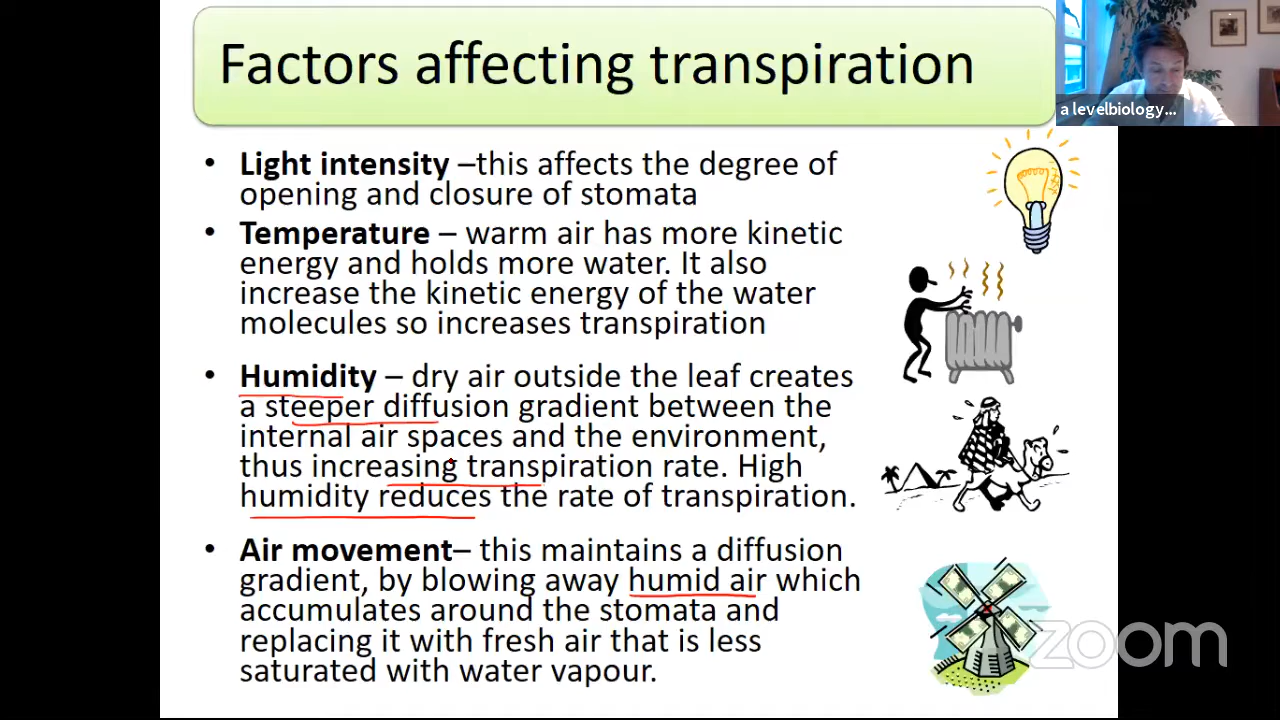 Factors affecting transpiration
a levelbiology...
• Light intensity –this affects the degree of
opening and closure of stomata
• Temperature – warm air has more kinetic
energy and holds more water. It also
increase the kinetic energy of the water
molecules so increases transpiration
• Humidity – dry air outside the leaf creates
a steeper diffusion gradient between the
internal air spaces and the environment,
thus increasing transpiration rate. High
humidity reduces the rate of transpiration.
• Air movement– this maintains a diffusion
gradient, by blowing away humid air which
accumulates around the stomata and
replacing it with fresh air that is less
saturated with water vapour.
zoom